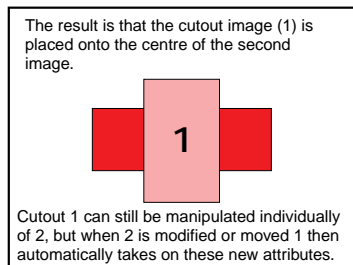 The result is that the cutout image (1) is
placed onto the centre of the second
image.
1
Cutout 1 can still be manipulated individually
of 2, but when 2 is modified or moved 1 then
automatically takes on these new attributes.